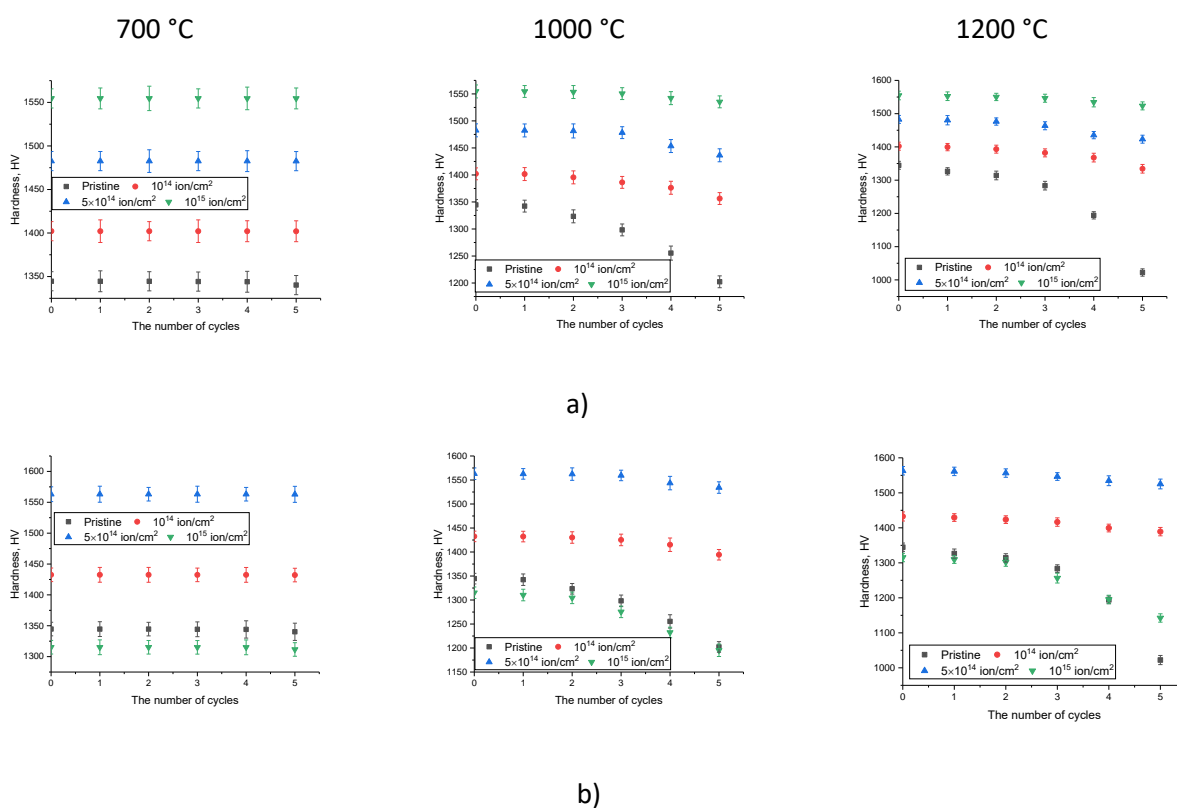 700 °C
1000 °C
1200 °C
1550
1500
1450
1400
1350
Hardness, HV
Pristine
10¹⁴ ion/cm²
5×10¹⁴ ion/cm²
10¹⁵ ion/cm²
0 1 2 3 4 5
The number of cycles
1550
1500
1450
1400
1350
1300
1250
1200
Hardness, HV
Pristine
10¹⁴ ion/cm²
5×10¹⁴ ion/cm²
10¹⁵ ion/cm²
0 1 2 3 4 5
The number of cycles
1600
1500
1400
1300
1200
1100
1000
Hardness, HV
Pristine
10¹⁴ ion/cm²
5×10¹⁴ ion/cm²
10¹⁵ ion/cm²
0 1 2 3 4 5
The number of cycles
a)
1600
1550
1500
1450
1400
1350
1300
Hardness, HV
Pristine
10¹⁴ ion/cm²
5×10¹⁴ ion/cm²
10¹⁵ ion/cm²
0 1 2 3 4 5
The number of cycles
1600
1550
1500
1450
1400
1350
1300
1250
1200
1150
Hardness, HV
Pristine
10¹⁴ ion/cm²
5×10¹⁴ ion/cm²
10¹⁵ ion/cm²
0 1 2 3 4 5
The number of cycles
1600
1500
1400
1300
1200
1100
1000
Hardness, HV
Pristine
10¹⁴ ion/cm²
5×10¹⁴ ion/cm²
10¹⁵ ion/cm²
0 1 2 3 4 5
The number of cycles
b)